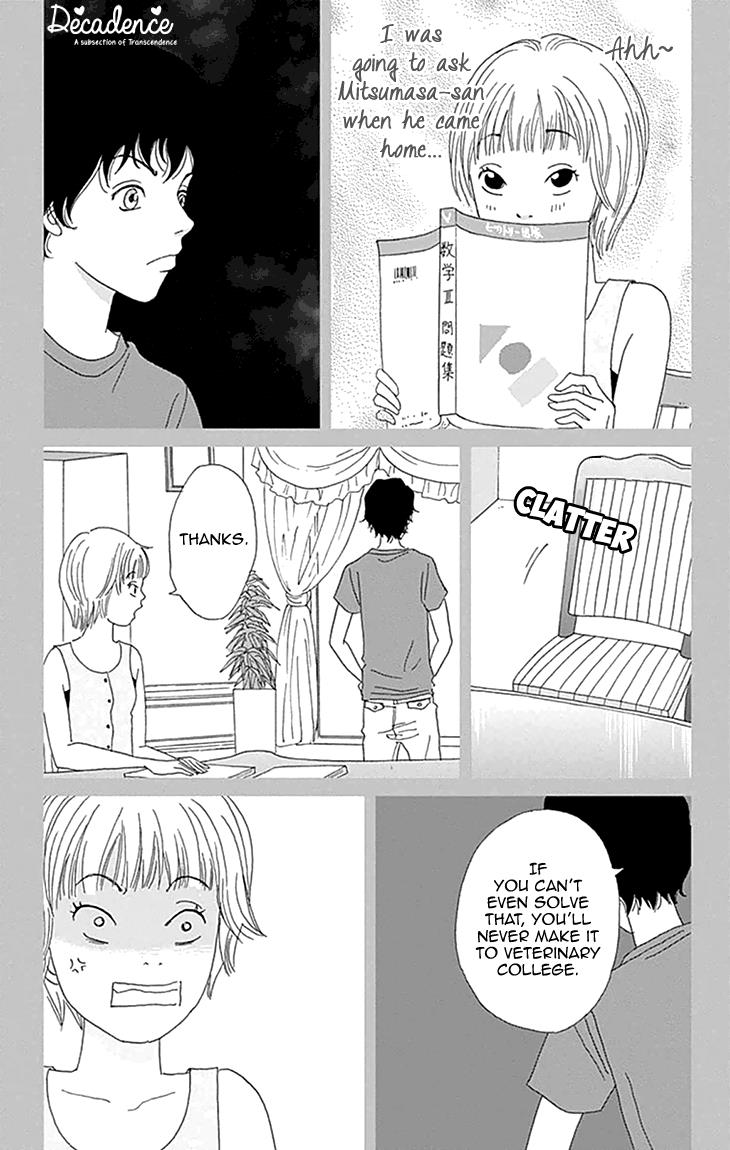 Decadence
A subsection of Transcendence
I was
going to ask
Mitsumasa-san
when he came
home...
Ahh~
数学Ⅲ問題集
THANKS.
CLATTER
IF
YOU CAN'T
EVEN SOLVE
THAT, YOU'LL
NEVER MAKE IT
TO VETERINARY
COLLEGE.